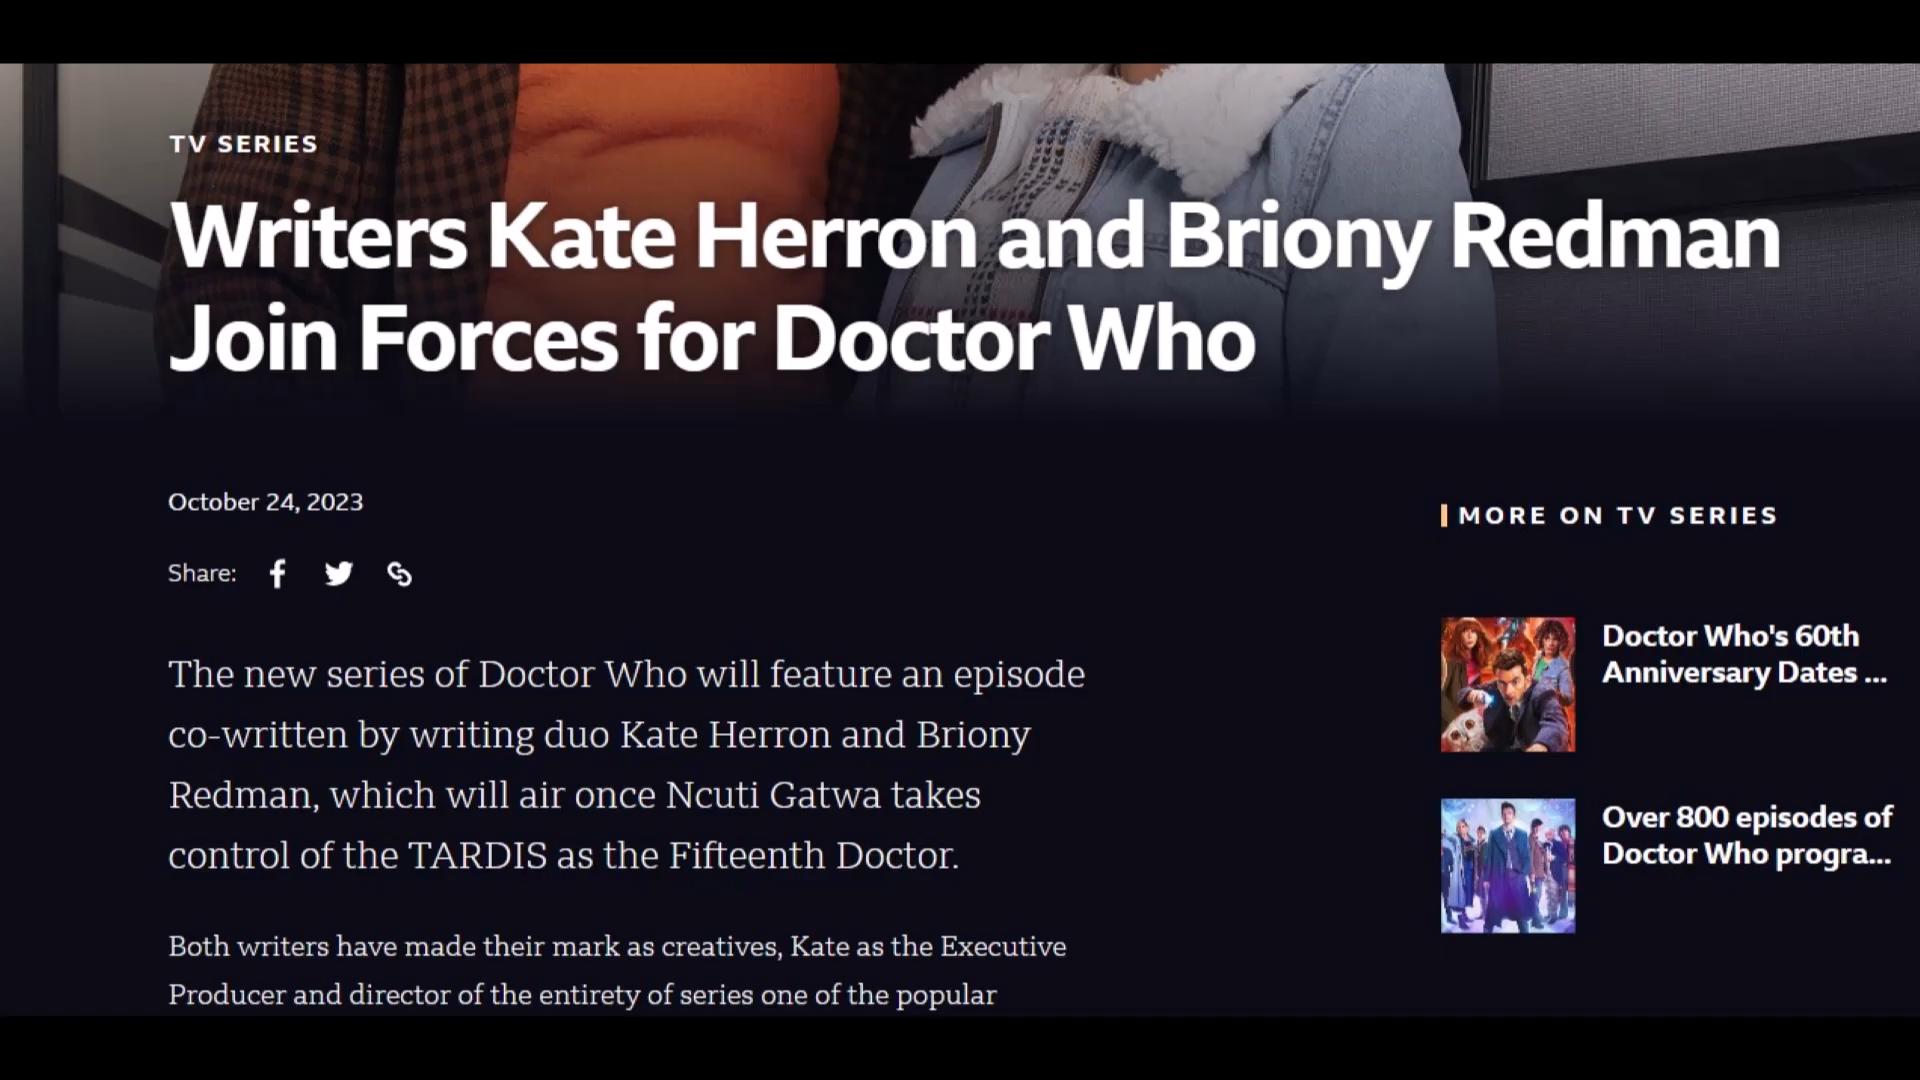 TV SERIES
Writers Kate Herron and Briony Redman
Join Forces for Doctor Who
October 24, 2023
Share:
The new series of Doctor Who will feature an episode
co-written by writing duo Kate Herron and Briony
Redman, which will air once Ncuti Gatwa takes
control of the TARDIS as the Fifteenth Doctor.
Both writers have made their mark as creatives, Kate as the Executive
Producer and director of the entirety of series one of the popular
MORE ON TV SERIES
Doctor Who's 60th
Anniversary Dates ...
Over 800 episodes of
Doctor Who progra...